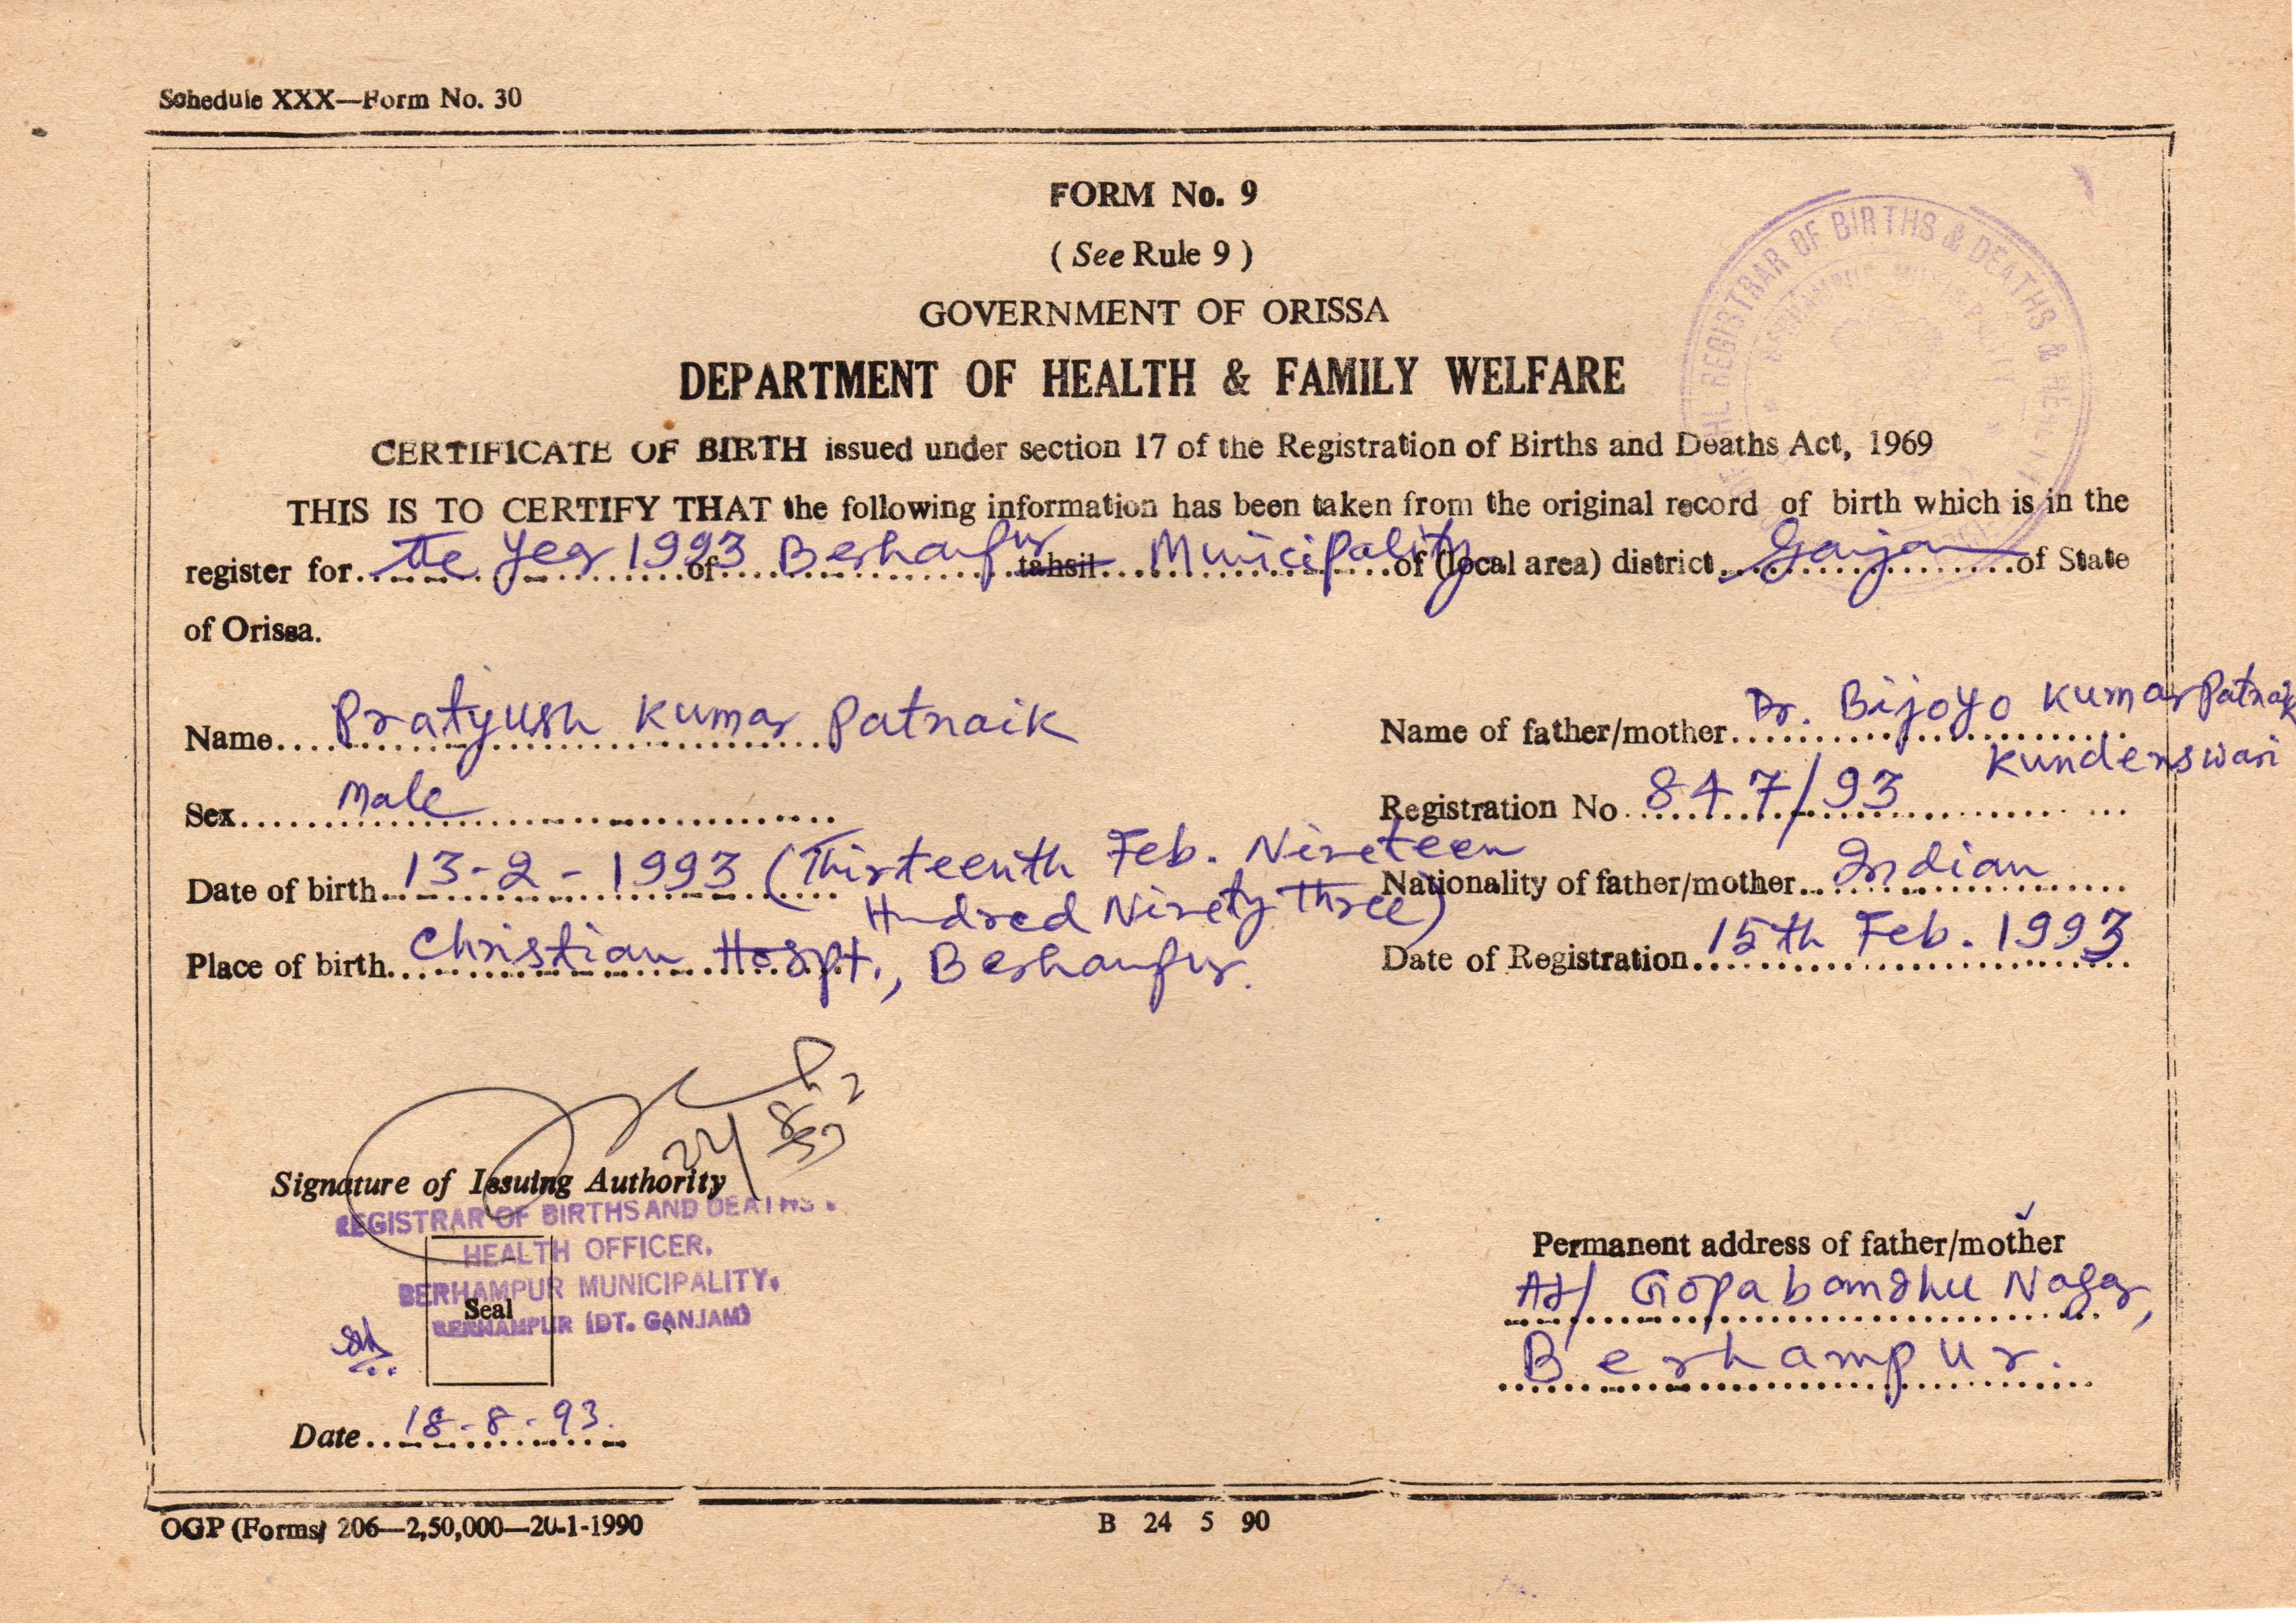 Schedule XXX—Form No. 30
FORM No. 9
( See Rule 9 )
GOVERNMENT OF ORISSA
DEPARTMENT OF HEALTH & FAMILY WELFARE
REGISTRAR OF BIRTHS & DEATHS & HEALTH
CERTIFICATE OF BIRTH issued under section 17 of the Registration of Births and Deaths Act, 1969
THIS IS TO CERTIFY THAT the following information has been taken from the original record of birth which is in the
register for the Year 1993 of Berhampur tahsil Municipality of (local area) district Ganjam of State
of Orissa.
Name Pratyush Kumar Patnaik
Name of father/mother Dr. Bijoyo Kumar Patnaik
Kundenswari
Sex Male
Registration No 847/93
Date of birth 13-2-1993 (Thirteenth Feb. Nineteen
Hundred Ninety Three)
Nationality of father/mother Indian
Place of birth Christian Hospt., Berhampur.
Date of Registration 15th Feb. 1993
Signature of Issuing Authority
REGISTRAR OF BIRTHS AND DEATHS.
HEALTH OFFICER,
BERHAMPUR MUNICIPALITY,
BERHAMPUR (DT. GANJAM)
Seal
Date 18-8-93.
Permanent address of father/mother
At/ Gopabandhu Nagar,
Berhampur.
OGP (Forms) 206—2,50,000—20-1-1990
B 24 5 90